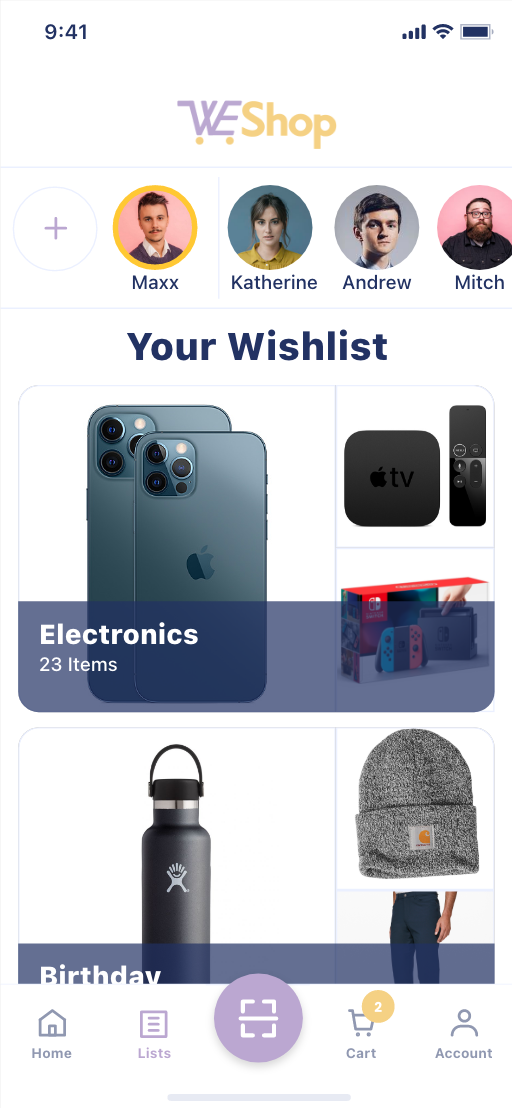 9:41
WEShop
Maxx
Katherine
Andrew
Mitch
Your Wishlist
tv
Electronics
23 Items
Birthday
2
Home
Lists
Cart
Account